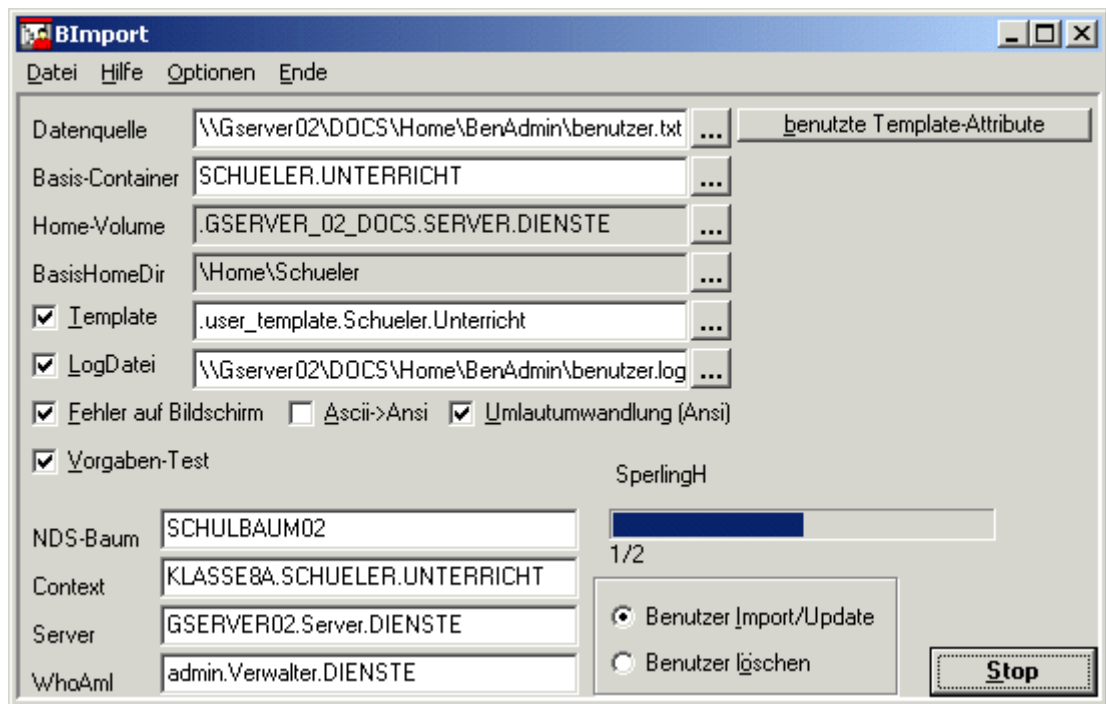 BImport
Datei Hilfe Optionen Ende
Datenquelle \\Gserver02\DOCS\Home\BenAdmin\benutzer.txt ... benutzte Template-Attribute
Basis-Container SCHUELER.UNTERRICHT ...
Home-Volume .GSERVER_02_DOCS.SERVER.DIENSTE ...
BasisHomeDir \Home\Schueler ...
Template .user_template.Schueler.Unterricht ...
LogDatei \\Gserver02\DOCS\Home\BenAdmin\benutzer.log ...
Fehler auf Bildschirm Ascii->Ansi Umlautumwandlung (Ansi)
Vorgaben-Test
SperlingH
NDS-Baum SCHULBAUM02
1/2
Context KLASSE8A.SCHUELER.UNTERRICHT
Server GSERVER02.Server.DIENSTE
Benutzer Import/Update
WhoAmI admin.Verwalter.DIENSTE
Benutzer löschen
Stop